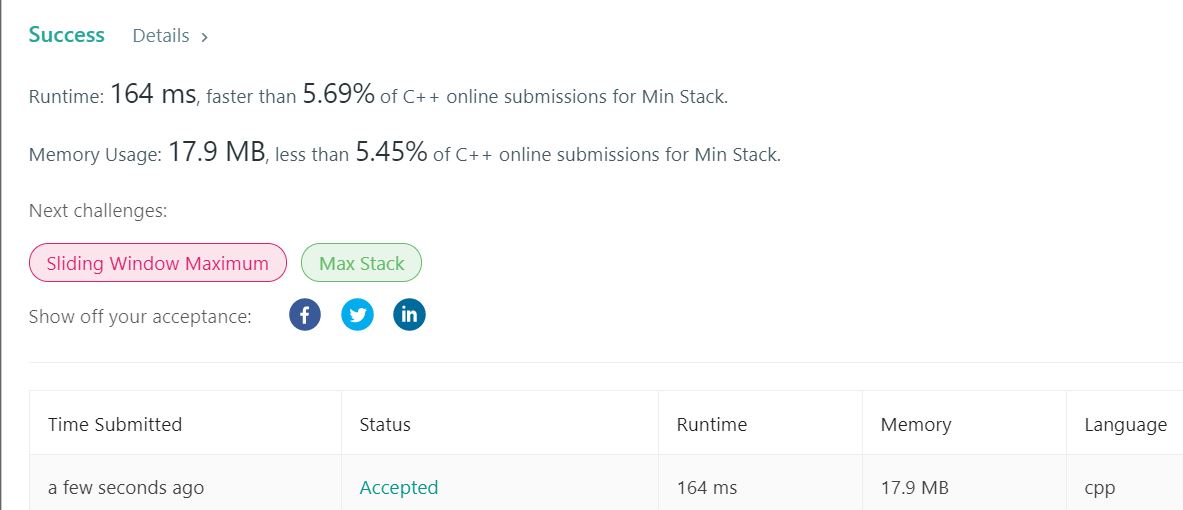 Success Details >
Runtime: 164 ms, faster than 5.69% of C++ online submissions for Min Stack.
Memory Usage: 17.9 MB, less than 5.45% of C++ online submissions for Min Stack.
Next challenges:
Sliding Window Maximum Max Stack
Show off your acceptance: f in
Time Submitted Status Runtime Memory Language
a few seconds ago Accepted 164 ms 17.9 MB cpp